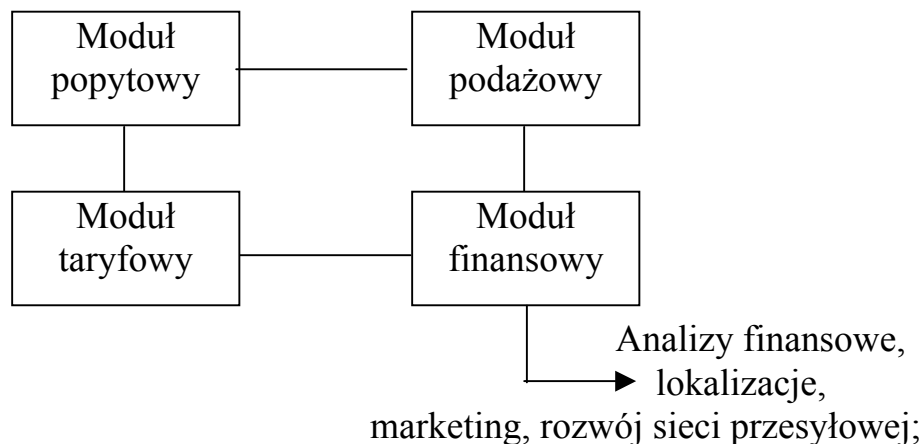 Moduł
popytowy
Moduł
podażowy
Moduł
taryfowy
Moduł
finansowy
Analizy finansowe,
lokalizacje,
marketing, rozwój sieci przesyłowej;